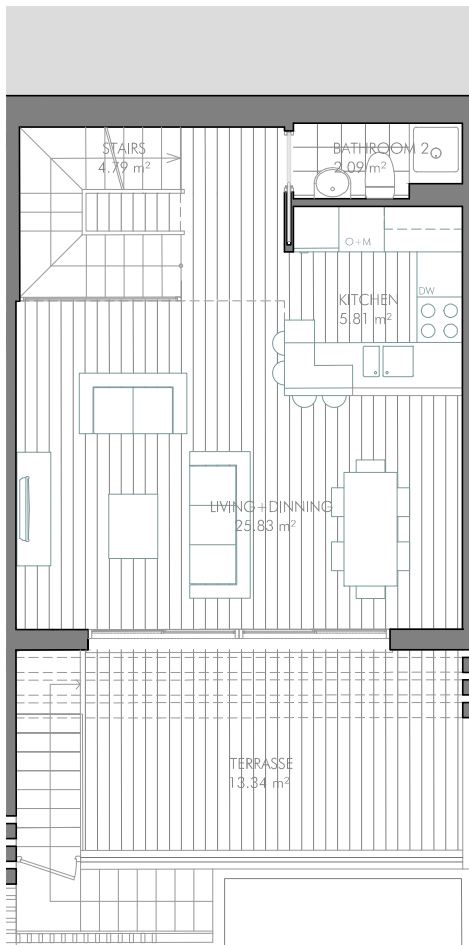 STAIRS
4.79 m²
BATHROOM 2
2.09 m²
O+M
DW
KITCHEN
5.81 m²
LIVING+DINNING
25.83 m²
TERRASSE
13.34 m²